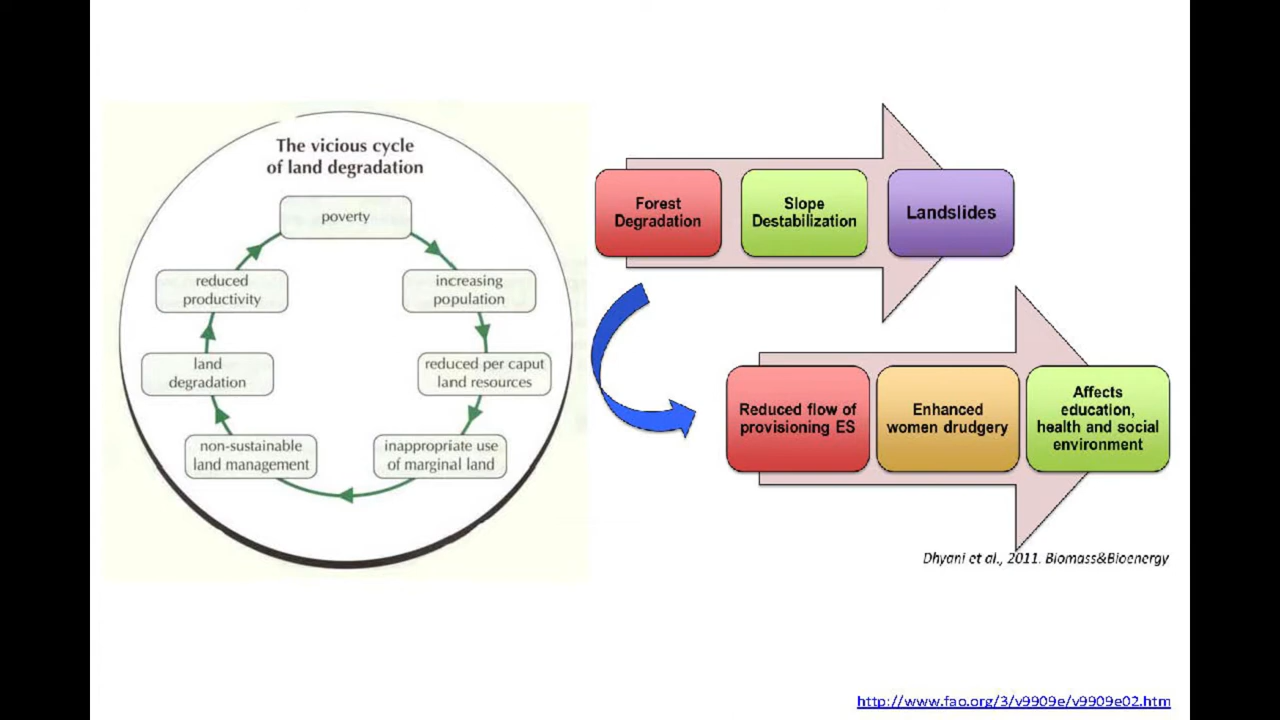 The vicious cycle
of land degradation
poverty
increasing
population
reduced per caput
land resources
inappropriate use
of marginal land
non-sustainable
land management
land
degradation
reduced
productivity
Forest
Degradation
Slope
Destabilization
Landslides
Reduced flow of
provisioning ES
Enhanced
women drudgery
Affects
education,
health and social
environment
Dhyani et al., 2011. Biomass&Bioenergy
http://www.fao.org/3/v9909e/v9909e02.htm